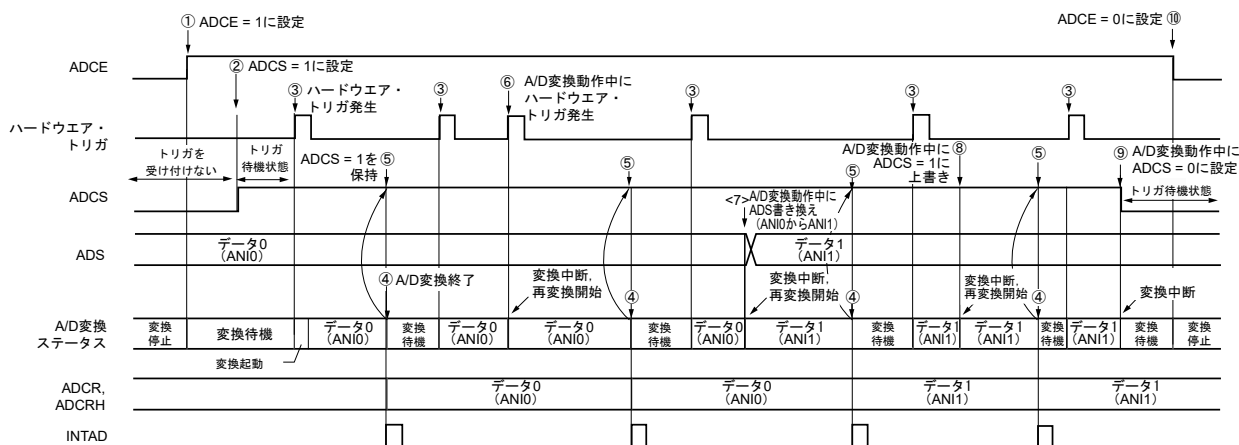 ① ADCE = 1に設定
ADCE = 0に設定 ⑩
ADCE
② ADCS = 1に設定
③ ハードウエア・
トリガ発生
③
⑥ A/D変換動作中に
ハードウエア・
トリガ発生
③
③
③
ハードウエア・
トリガ
トリガを
受け付けない
トリガ
待機状態
ADCS = 1を ⑤
保持
⑤
⑤
A/D変換動作中に ⑧
ADCS = 1に
上書き
⑤
⑨ A/D変換動作中に
ADCS = 0に設定
トリガ待機状態
ADCS
<7> A/D変換動作中に
ADS書き換え
(ANI0からANI1)
ADS
データ0
(ANI0)
データ1
(ANI1)
④ A/D変換終了
変換中断,
再変換開始
④
変換中断,
再変換開始
④
変換中断,
再変換開始
④
変換中断
A/D変換
ステータス
変換
停止
変換待機
変換起動
データ0
(ANI0)
変換
待機
データ0
(ANI0)
データ0
(ANI0)
変換
待機
データ0
(ANI0)
データ1
(ANI1)
変換
待機
データ1
(ANI1)
データ1
(ANI1)
変換
待機
データ1
(ANI1)
変換
待機
変換
停止
ADCR,
ADCRH
データ0
(ANI0)
データ0
(ANI0)
データ1
(ANI1)
データ1
(ANI1)
INTAD